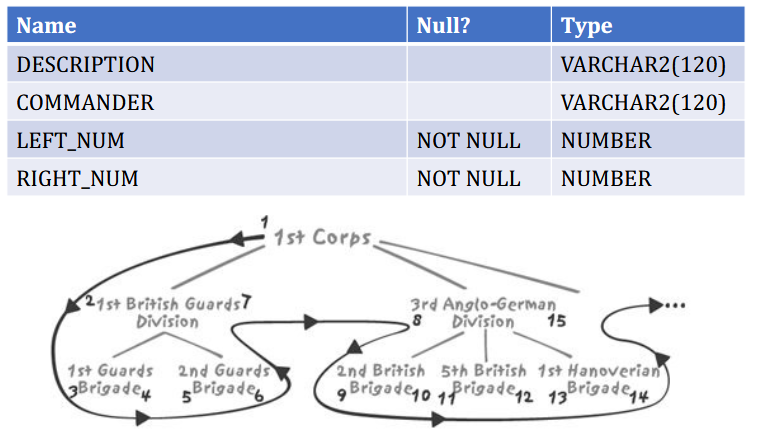 Name Null? Type
DESCRIPTION VARCHAR2(120)
COMMANDER VARCHAR2(120)
LEFT_NUM NOT NULL NUMBER
RIGHT_NUM NOT NULL NUMBER
1
1st Corps
2 1st British Guards 7
Division
3rd Anglo-German
8 Division 15
...
1st Guards
3 Brigade 4
2nd Guards
5 Brigade 6
2nd British
9 Brigade 10
5th British
11 Brigade 12
1st Hanoverian
13 Brigade 14